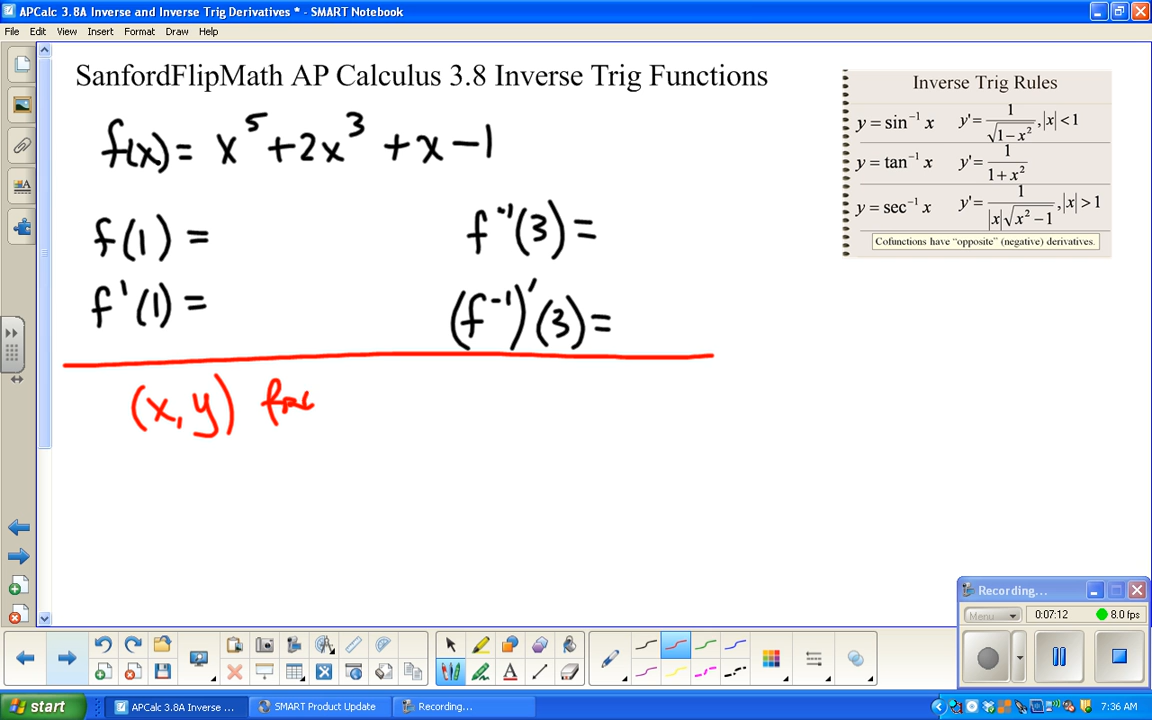 APCalc 3.8A Inverse and Inverse Trig Derivatives * - SMART Notebook
File Edit View Insert Format Draw Help
SanfordFlipMath AP Calculus 3.8 Inverse Trig Functions
f(x) = x⁵ + 2x³ + x - 1
f(1) =
f⁻¹(3) =
f'(1) =
(f⁻¹)'(3) =
(x, y)
Inverse Trig Rules
y = sin⁻¹ x y' = 1/√(1-x²), |x| < 1
y = tan⁻¹ x y' = 1/(1+x²)
y = sec⁻¹ x y' = 1/(|x|√(x²-1)), |x| > 1
Cofunctions have “opposite” (negative) derivatives.
Recording...
Menu 0:07:12 8.0 fps
start
APCalc 3.8A Inverse ...
SMART Product Update
Recording...
7:36 AM